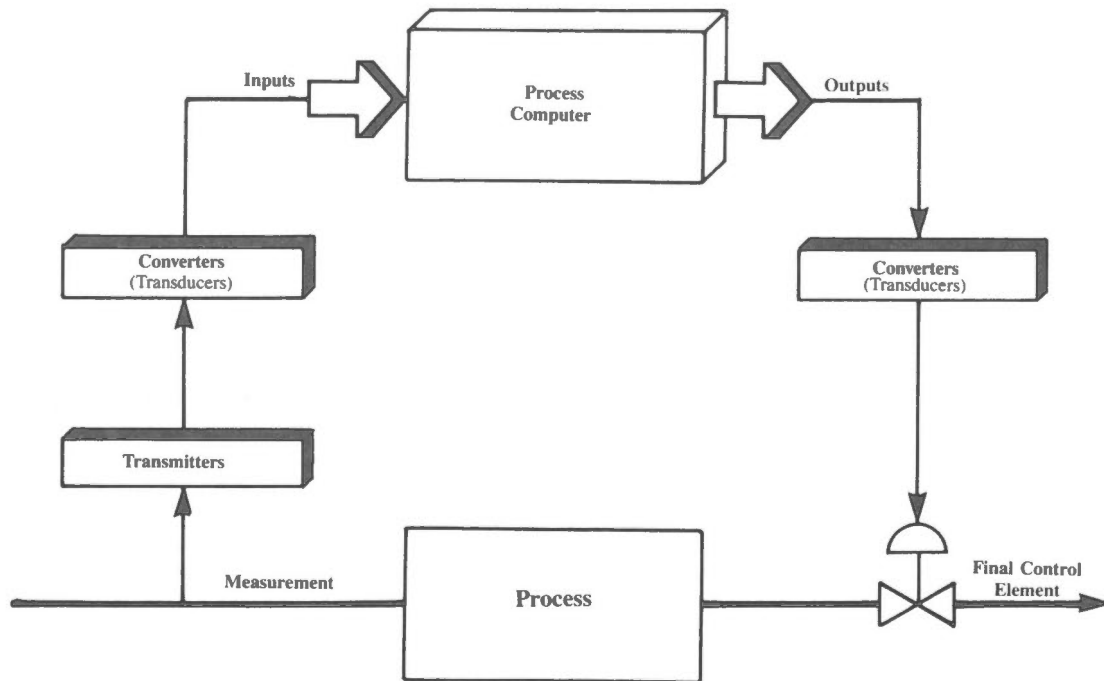 Inputs
Process
Computer
Outputs
Converters
(Transducers)
Converters
(Transducers)
Transmitters
Measurement
Process
Final Control
Element